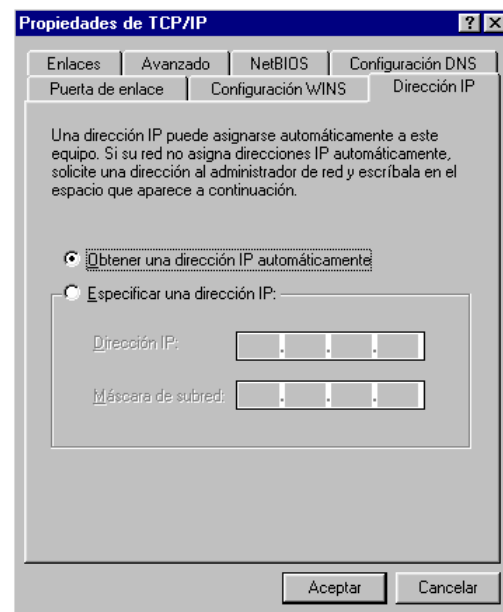 Propiedades de TCP/IP
Enlaces Avanzado NetBIOS Configuración DNS
Puerta de enlace Configuración WINS Dirección IP
Una dirección IP puede asignarse automáticamente a este
equipo. Si su red no asigna direcciones IP automáticamente,
solicite una dirección al administrador de red y escríbala en el
espacio que aparece a continuación.
Obtener una dirección IP automáticamente
Especificar una dirección IP:
Dirección IP:
Máscara de subred:
Aceptar Cancelar